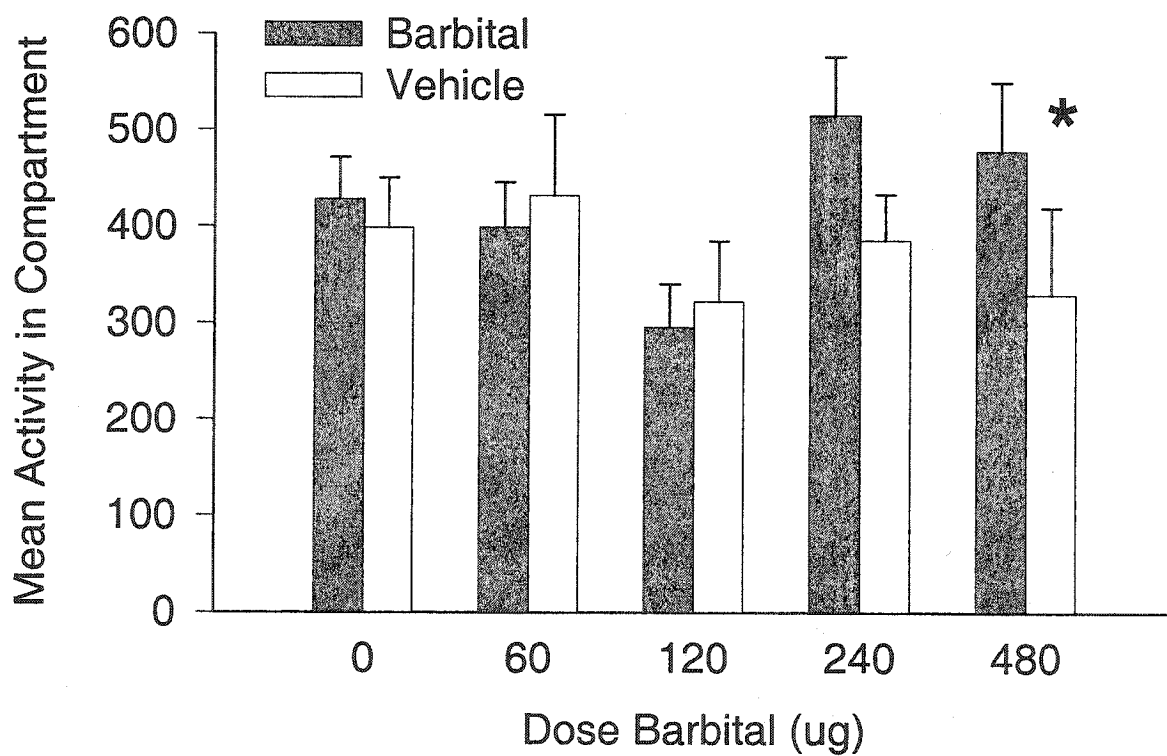 Mean Activity in Compartment
600
500
400
300
200
100
0
Barbital
Vehicle
*
0 60 120 240 480
Dose Barbital (ug)